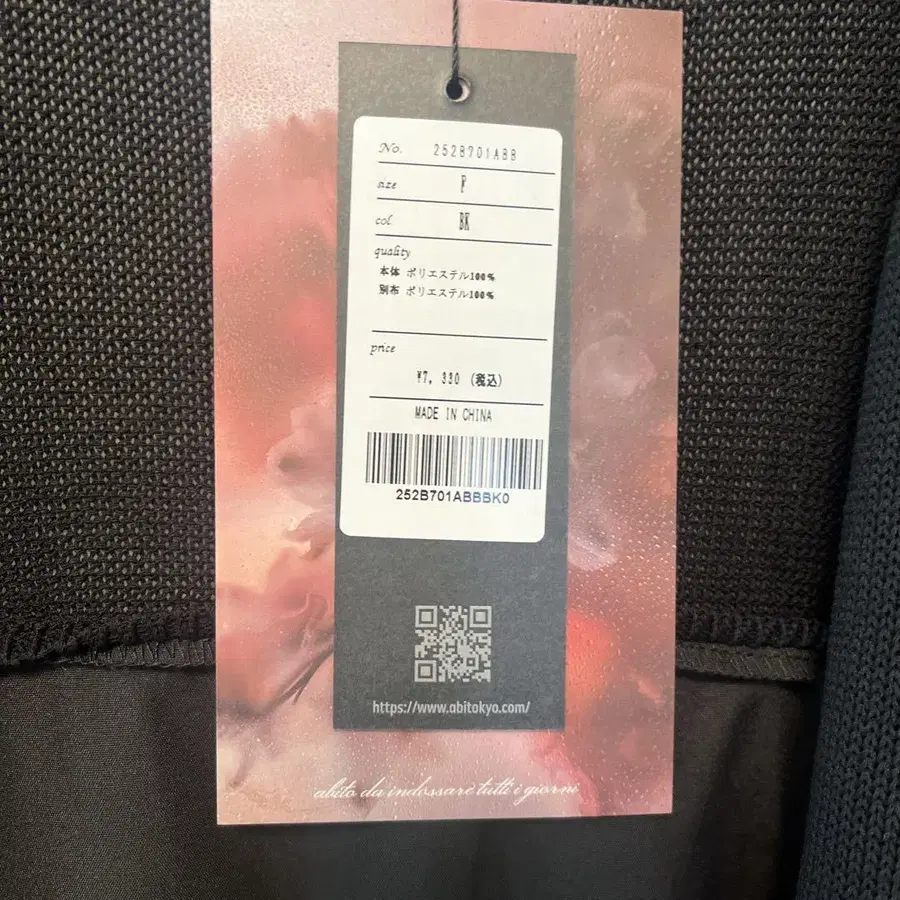 No. 252B701ABB
size F
col BK
quality
本体 ポリエステル100%
別布 ポリエステル100%
price
¥7,330 (税込)
MADE IN CHINA
252B701ABBBK0
https://www.abitokyo.com/
abito da indossare tutti i giorni